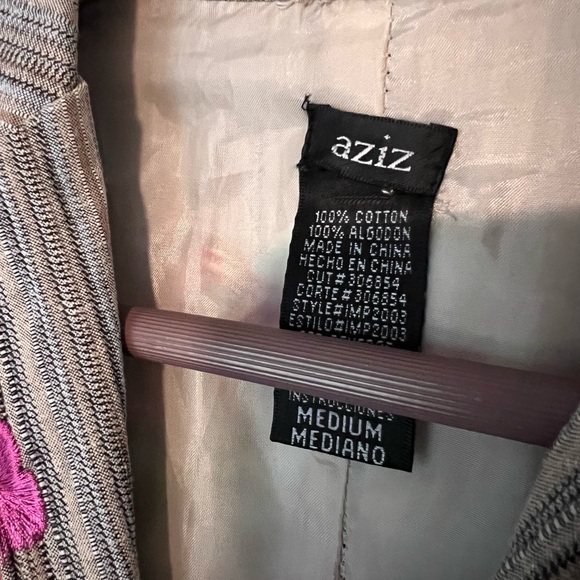 aziz
100% COTTON
100% ALGODON
MADE IN CHINA
HECHO EN CHINA
CUT#306854
CORTE#306854
STYLE#IMP2003
ESTILO#IMP2003
INSTRUCCIONES
MEDIUM
MEDIANO